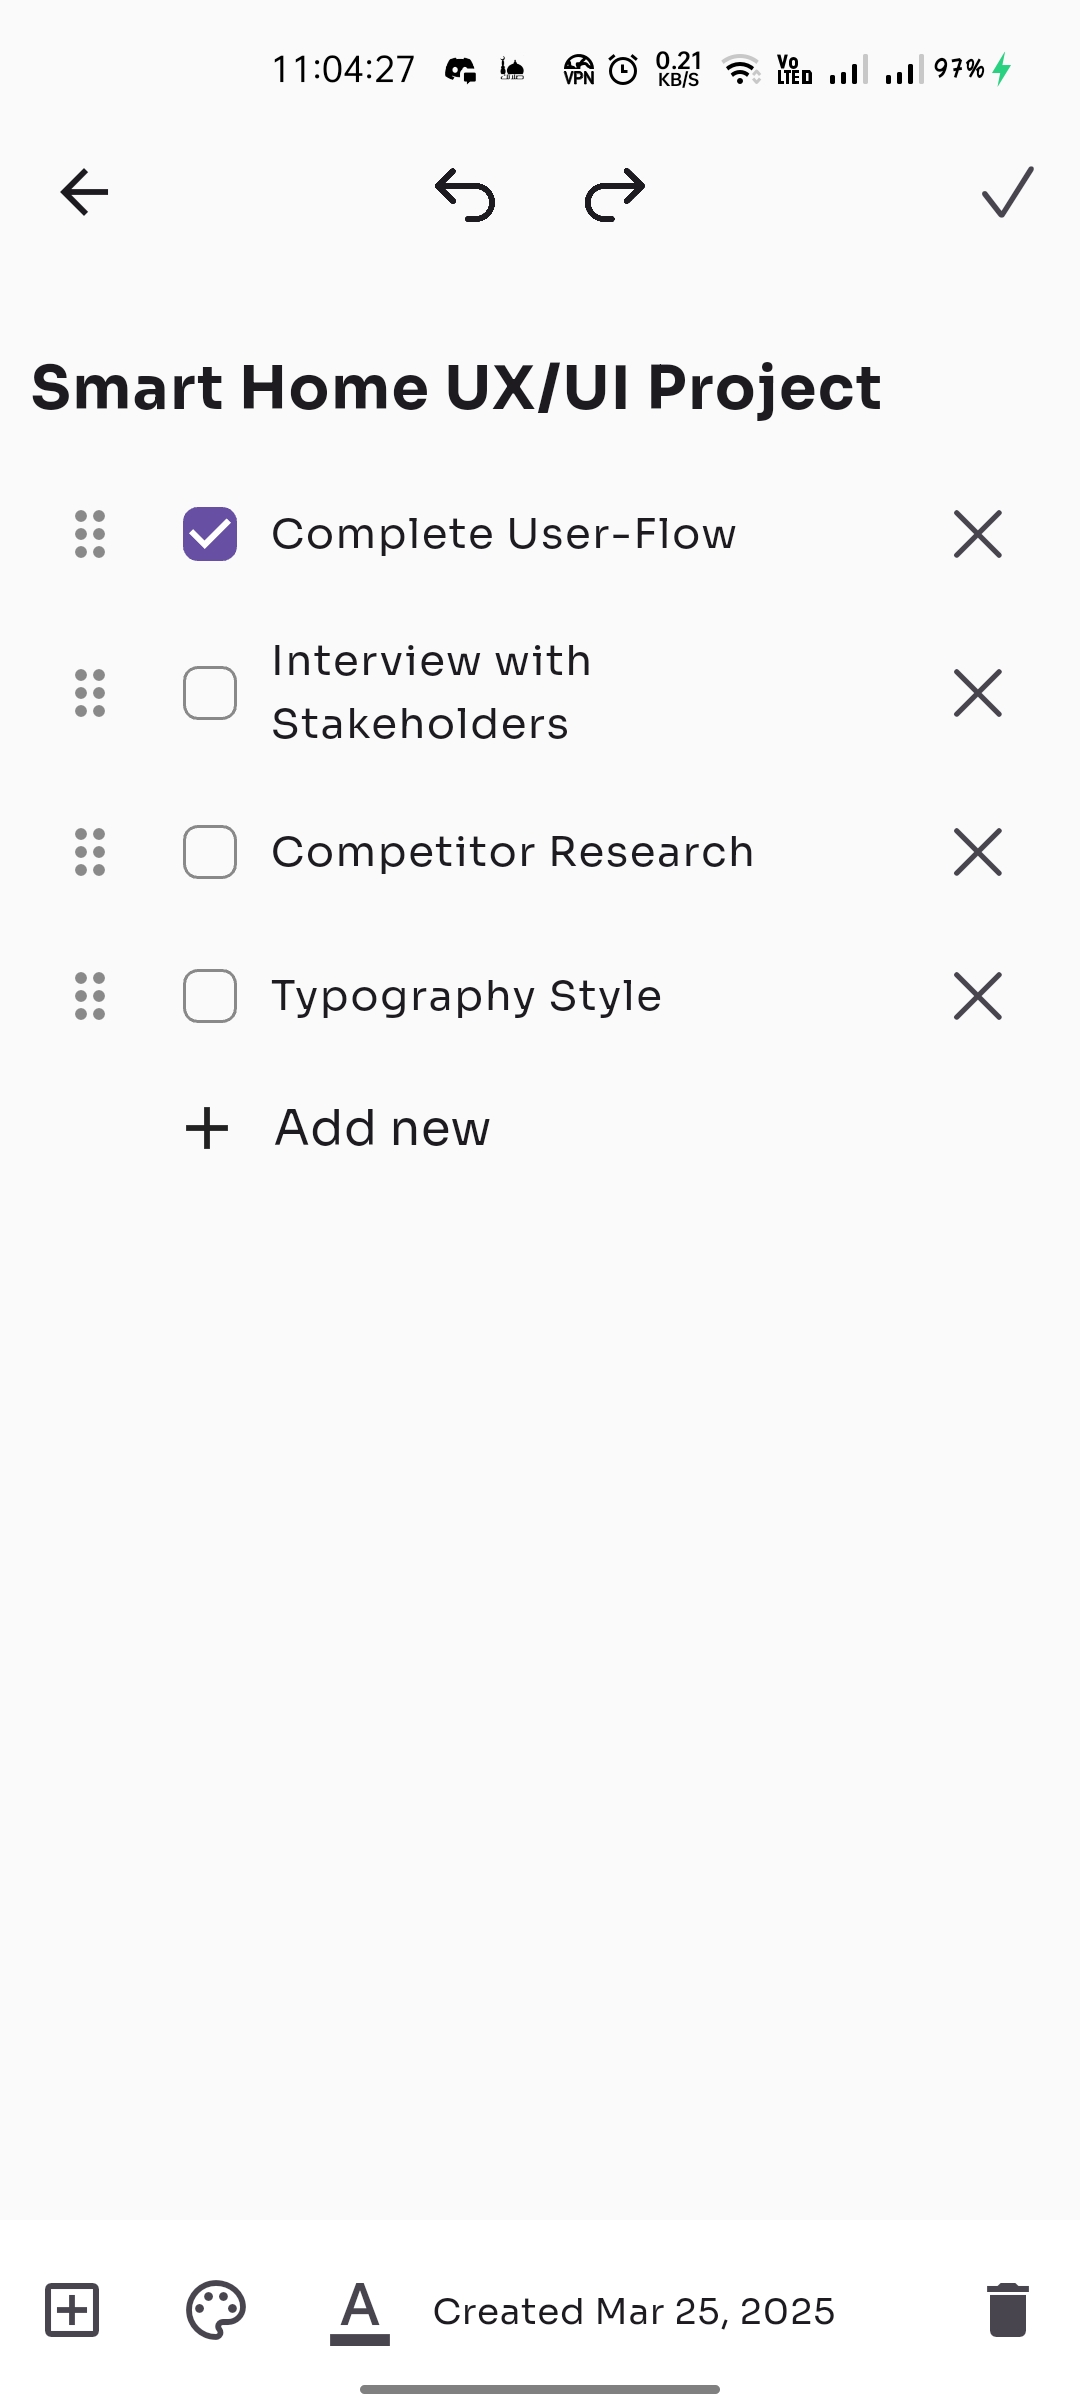 11:04:27 VPN 0.21 KB/S Vo LTED 97%
Smart Home UX/UI Project
Complete User-Flow
Interview with
Stakeholders
Competitor Research
Typography Style
Add new
A Created Mar 25, 2025